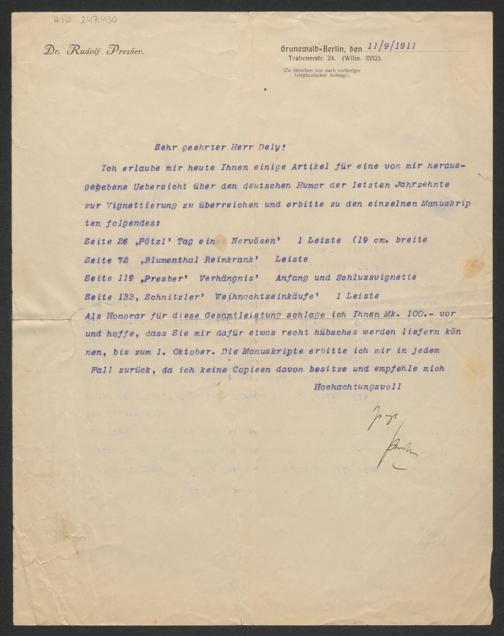 H.I.N. 247.430
Dr. Rudolf Presber.
Grunewald-Berlin, den 11/9/1911
Trabenerstr. 24. (Wilm. 3552).
(Zu sprechen nur nach vorheriger
telephonischer Anfrage).
Sehr geehrter Herr Dely!
Ich erlaube mir heute Ihnen einige Artikel für eine von mir heraus-
gegebene Uebersicht über den deutschen Humor der letzten Jahrzehnte
zur Vignettierung zu überreichen und erbitte zu den einzelnen Manuskrip
ten folgendes:
Seite 26 ‚Pötzl' Tag eines Nervösen' 1 Leiste (19 cm. breite
Seite 72 ‚Blumenthal Reimkrank' Leiste
Seite 119 ‚Presber' Verhängnis' Anfang und Schlussvignette
Seite 133, Schnitzler' Weihnachtseinkäufe' 1 Leiste
Als Honorar für diese Gesamtleistung schlage ich Ihnen Mk. 100.- vor
und hoffe, dass Sie mir dafür etwas recht hübsches werden liefern kön
nen, bis zum 1. Oktober. Die Manuskripte erbitte ich mir in jedem
Fall zurück, da ich keine Copieen davon besitze und empfehle mich
Hochachtungsvoll